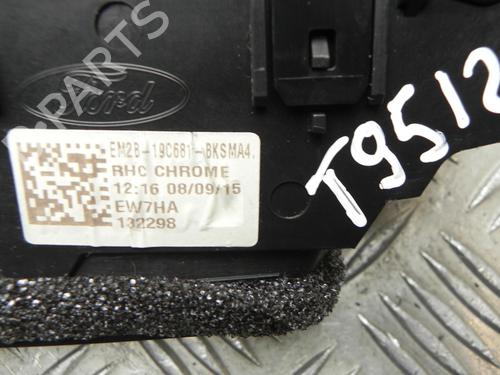 PARTS
Ford
EM2B-19C681-BKSMA4.
RHC CHROME
12:16 08/09/15
EW7HA
132298
T9512